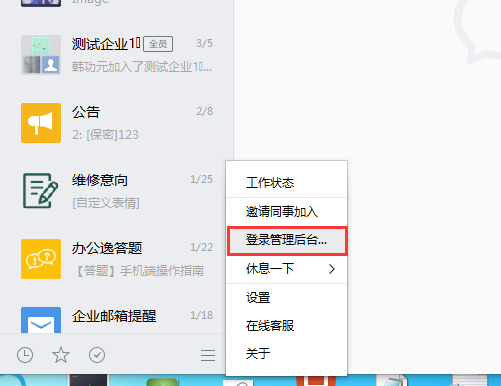 Image
测试企业1
全员
3/5
韩功元加入了测试企业1...
公告
2/8
2: [保密]123
维修意向
1/25
[自定义表情]
办公逸答题
1/22
【答题】手机端操作指南
企业邮箱提醒
1/18
工作状态
邀请同事加入
登录管理后台...
休息一下
设置
在线客服
关于